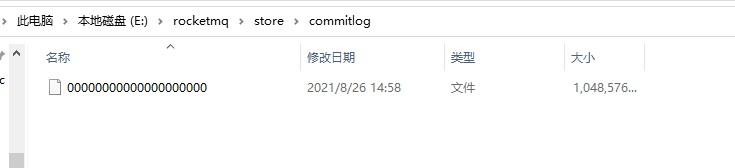 此电脑 > 本地磁盘 (E:) > rocketmq > store > commitlog
名称 修改日期 类型 大小
c 00000000000000000000 2021/8/26 14:58 文件 1,048,576...